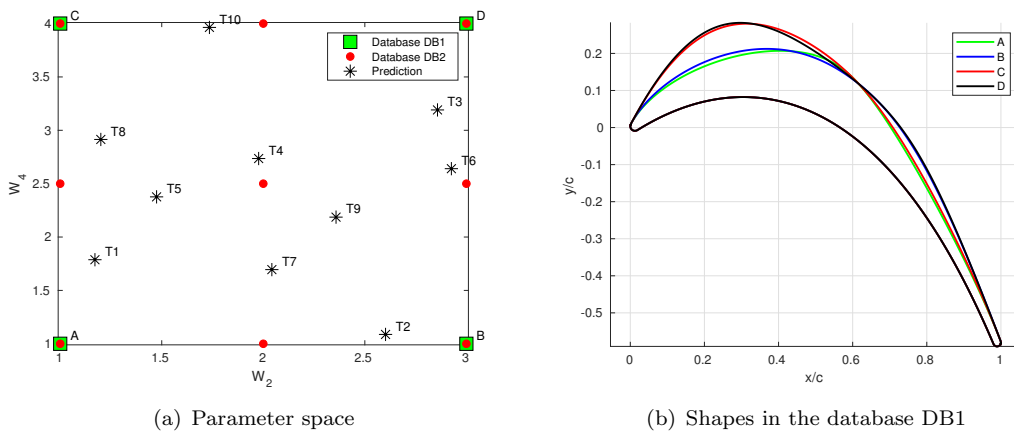 C
T10
D
4
Database DB1
Database DB2
Prediction
3.5
T3
T8
3
T4
T6
2.5
T5
T9
T1
2
T7
1.5
T2
A
B
1
1
1.5
2
2.5
3
W4
W2
(a) Parameter space
A
B
C
D
0.2
0.1
0
-0.1
-0.2
-0.3
-0.4
-0.5
0
0.2
0.4
0.6
0.8
1
y/c
x/c
(b) Shapes in the database DB1